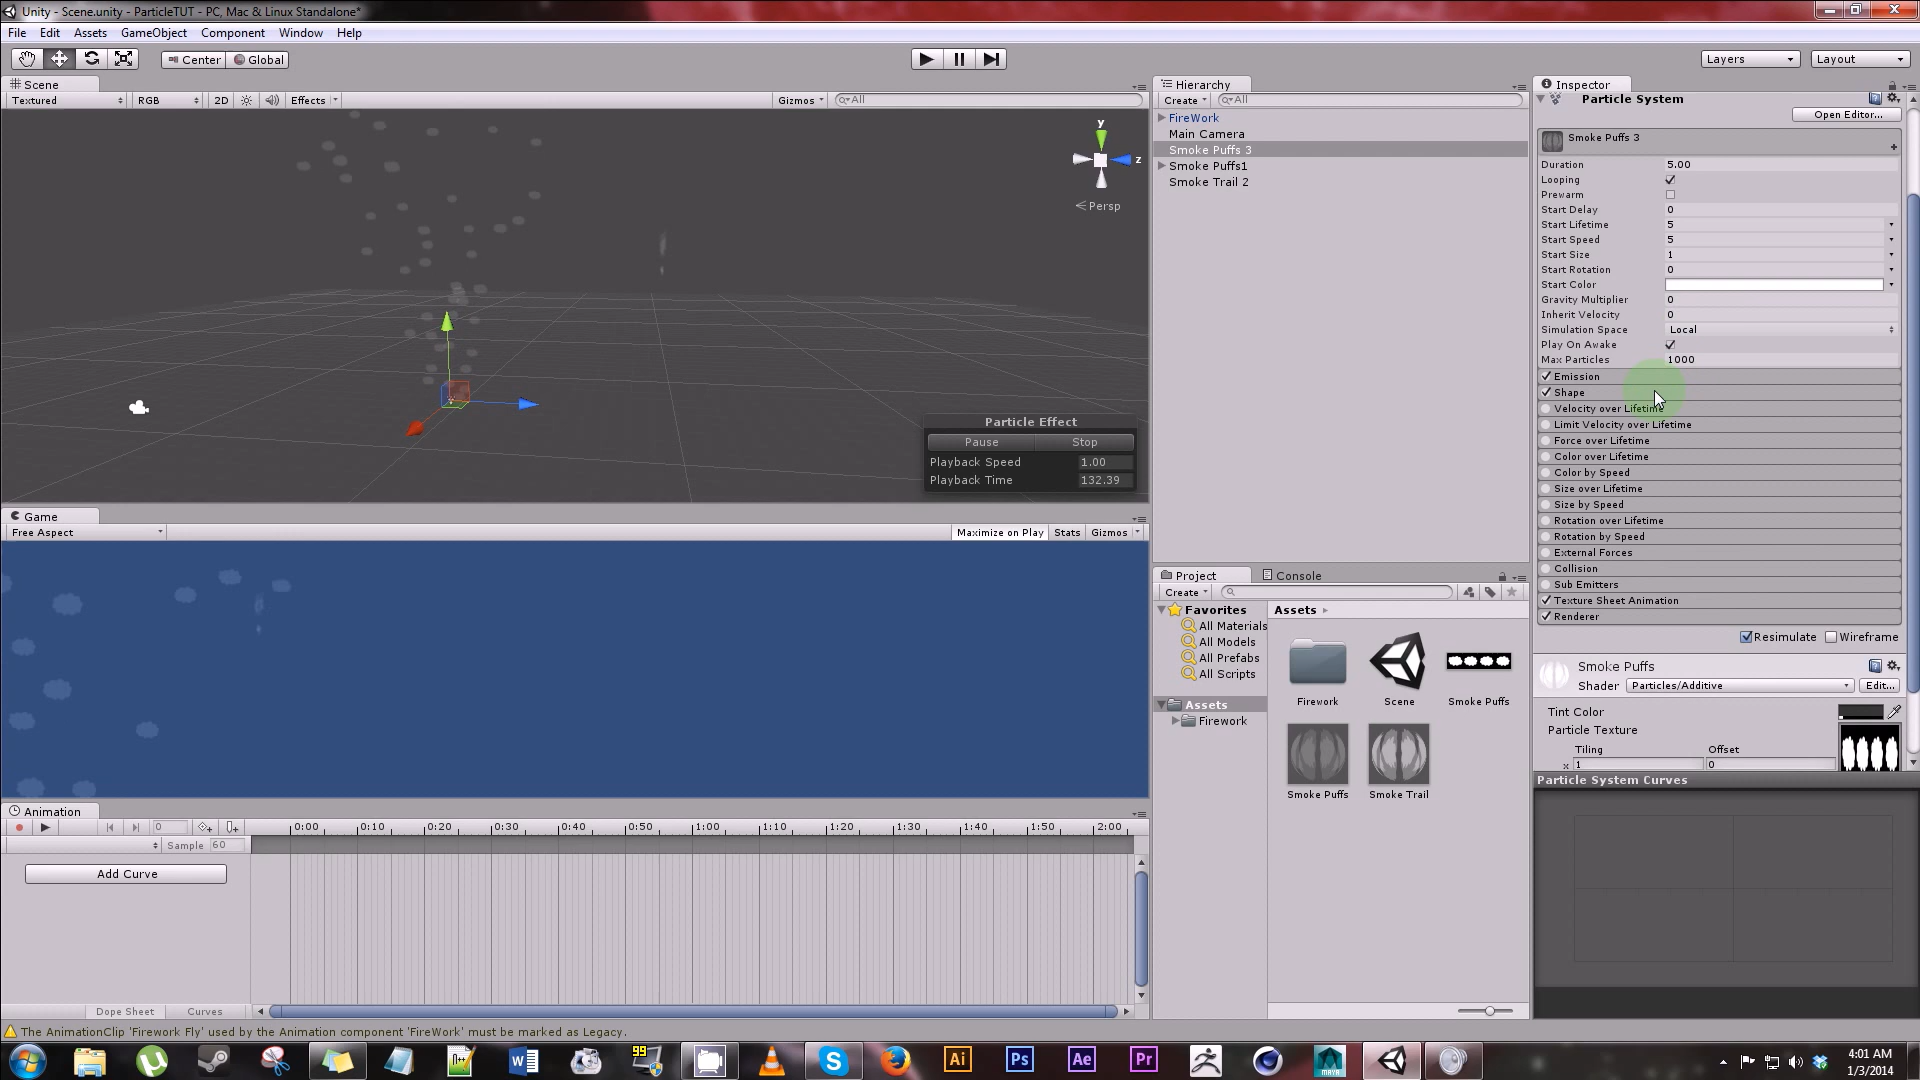 Unity - Scene.unity - ParticleTUT - PC, Mac & Linux Standalone*
File Edit Assets GameObject Component Window Help
Center Global Layers Layout
Scene
Textured RGB 2D Effects Gizmos All
y
z
Persp
Particle Effect
Pause Stop
Playback Speed 1.00
Playback Time 132.39
Game
Free Aspect Maximize on Play Stats Gizmos
Animation
0 0:00 0:10 0:20 0:30 0:40 0:50 1:00 1:10 1:20 1:30 1:40 1:50 2:00
Sample 60
Add Curve
Dope Sheet Curves
Hierarchy
Create All
FireWork
Main Camera
Smoke Puffs 3
Smoke Puffs1
Smoke Trail 2
Project Console
Create
Favorites
All Materials
All Models
All Prefabs
All Scripts
Assets
Firework
Assets
Firework Scene Smoke Puffs
Smoke Puffs Smoke Trail
Inspector
Particle System
Open Editor...
Smoke Puffs 3
Duration 5.00
Looping
Prewarm
Start Delay 0
Start Lifetime 5
Start Speed 5
Start Size 1
Start Rotation 0
Start Color
Gravity Multiplier 0
Inherit Velocity 0
Simulation Space Local
Play On Awake
Max Particles 1000
Emission
Shape
Velocity over Lifetime
Limit Velocity over Lifetime
Force over Lifetime
Color over Lifetime
Color by Speed
Size over Lifetime
Size by Speed
Rotation over Lifetime
Rotation by Speed
External Forces
Collision
Sub Emitters
Texture Sheet Animation
Renderer
Resimulate Wireframe
Smoke Puffs
Shader Particles/Additive Edit...
Tint Color
Particle Texture
Tiling Offset
x 1 0
Particle System Curves
The AnimationClip 'Firework Fly' used by the Animation component 'FireWork' must be marked as Legacy.
99
Ai Ps Ae Pr
MAYA
4:01 AM
1/3/2014